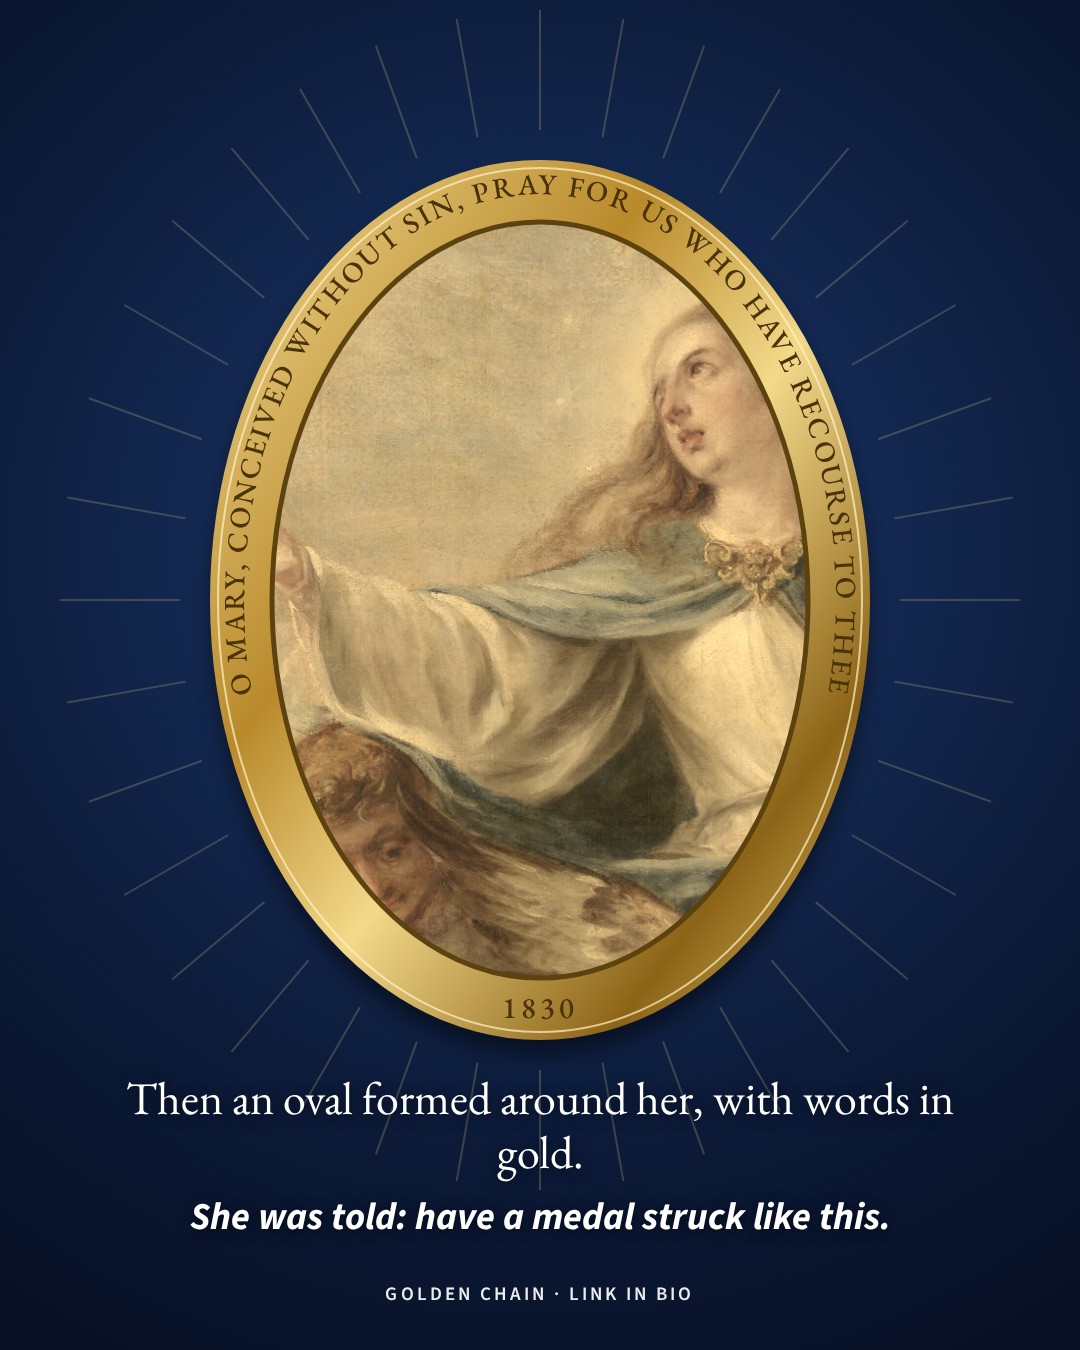 O MARY, CONCEIVED WITHOUT SIN, PRAY FOR US WHO HAVE RECOURSE TO THEE
1830
Then an oval formed around her, with words in
gold.
She was told: have a medal struck like this.
GOLDEN CHAIN · LINK IN BIO